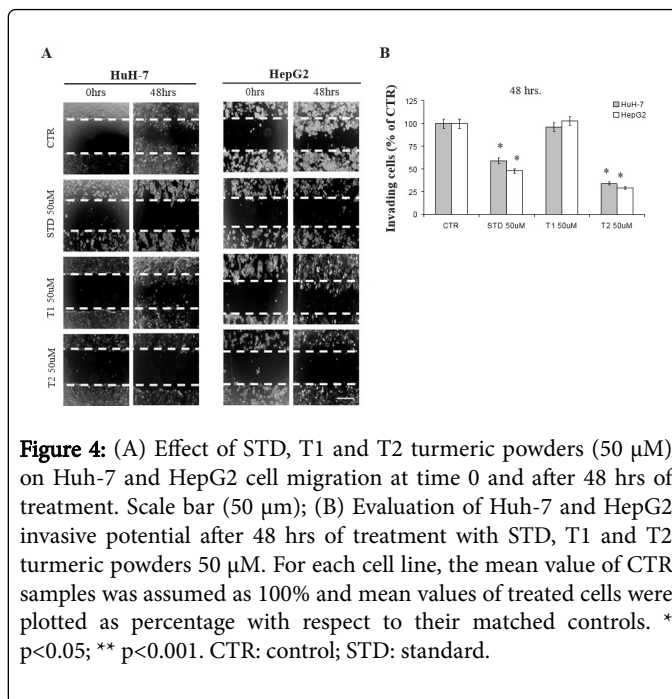 A
B
HuH-7
HepG2
0hrs
48hrs
0hrs
48hrs
CTR
STD 50uM
T1 50uM
T2 50uM
48 hrs.
HuH-7
HepG2
Invading cells (% of CTR)
125
100
75
50
25
0
*
*
*
*
CTR
STD 50uM
T1 50uM
T2 50uM
Figure 4: (A) Effect of STD, T1 and T2 turmeric powders (50 μM)
on Huh-7 and HepG2 cell migration at time 0 and after 48 hrs of
treatment. Scale bar (50 μm); (B) Evaluation of Huh-7 and HepG2
invasive potential after 48 hrs of treatment with STD, T1 and T2
turmeric powders 50 μM. For each cell line, the mean value of CTR
samples was assumed as 100% and mean values of treated cells were
plotted as percentage with respect to their matched controls. *
p<0.05; ** p<0.001. CTR: control; STD: standard.